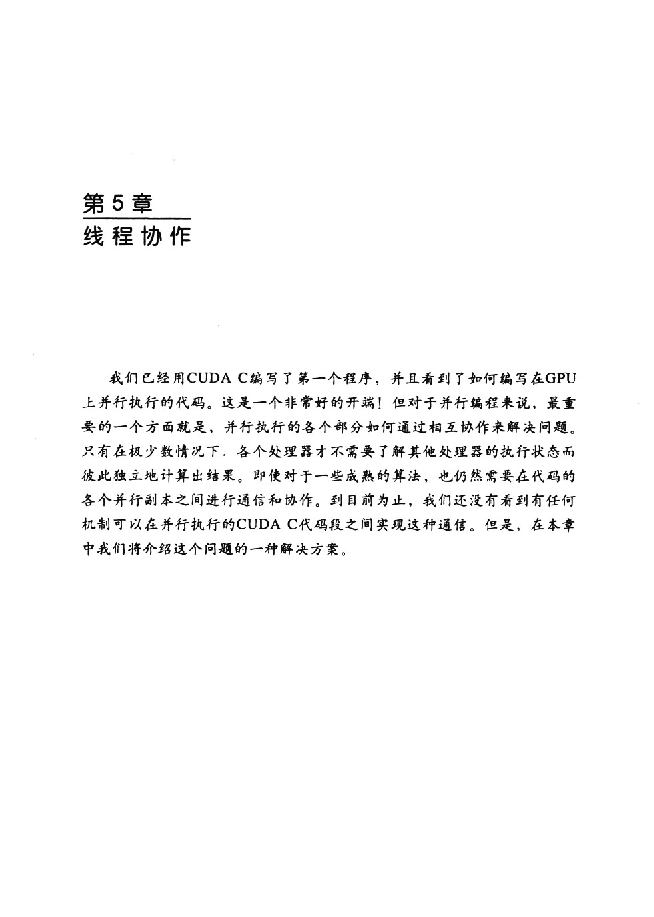 第 5 章
线 程 协 作
我们已经用CUDA C编写了第一个程序，并且看到了如何编写在GPU
上并行执行的代码。这是一个非常好的开端！但对于并行编程来说，最重
要的一个方面就是，并行执行的各个部分如何通过相互协作来解决问题。
只有在极少数情况下，各个处理器才不需要了解其他处理器的执行状态而
彼此独立地计算出结果。即使对于一些成熟的算法，也仍然需要在代码的
各个并行副本之间进行通信和协作。到目前为止，我们还没有看到有任何
机制可以在并行执行的CUDA C代码段之间实现这种通信。但是，在本章
中我们将介绍这个问题的一种解决方案。